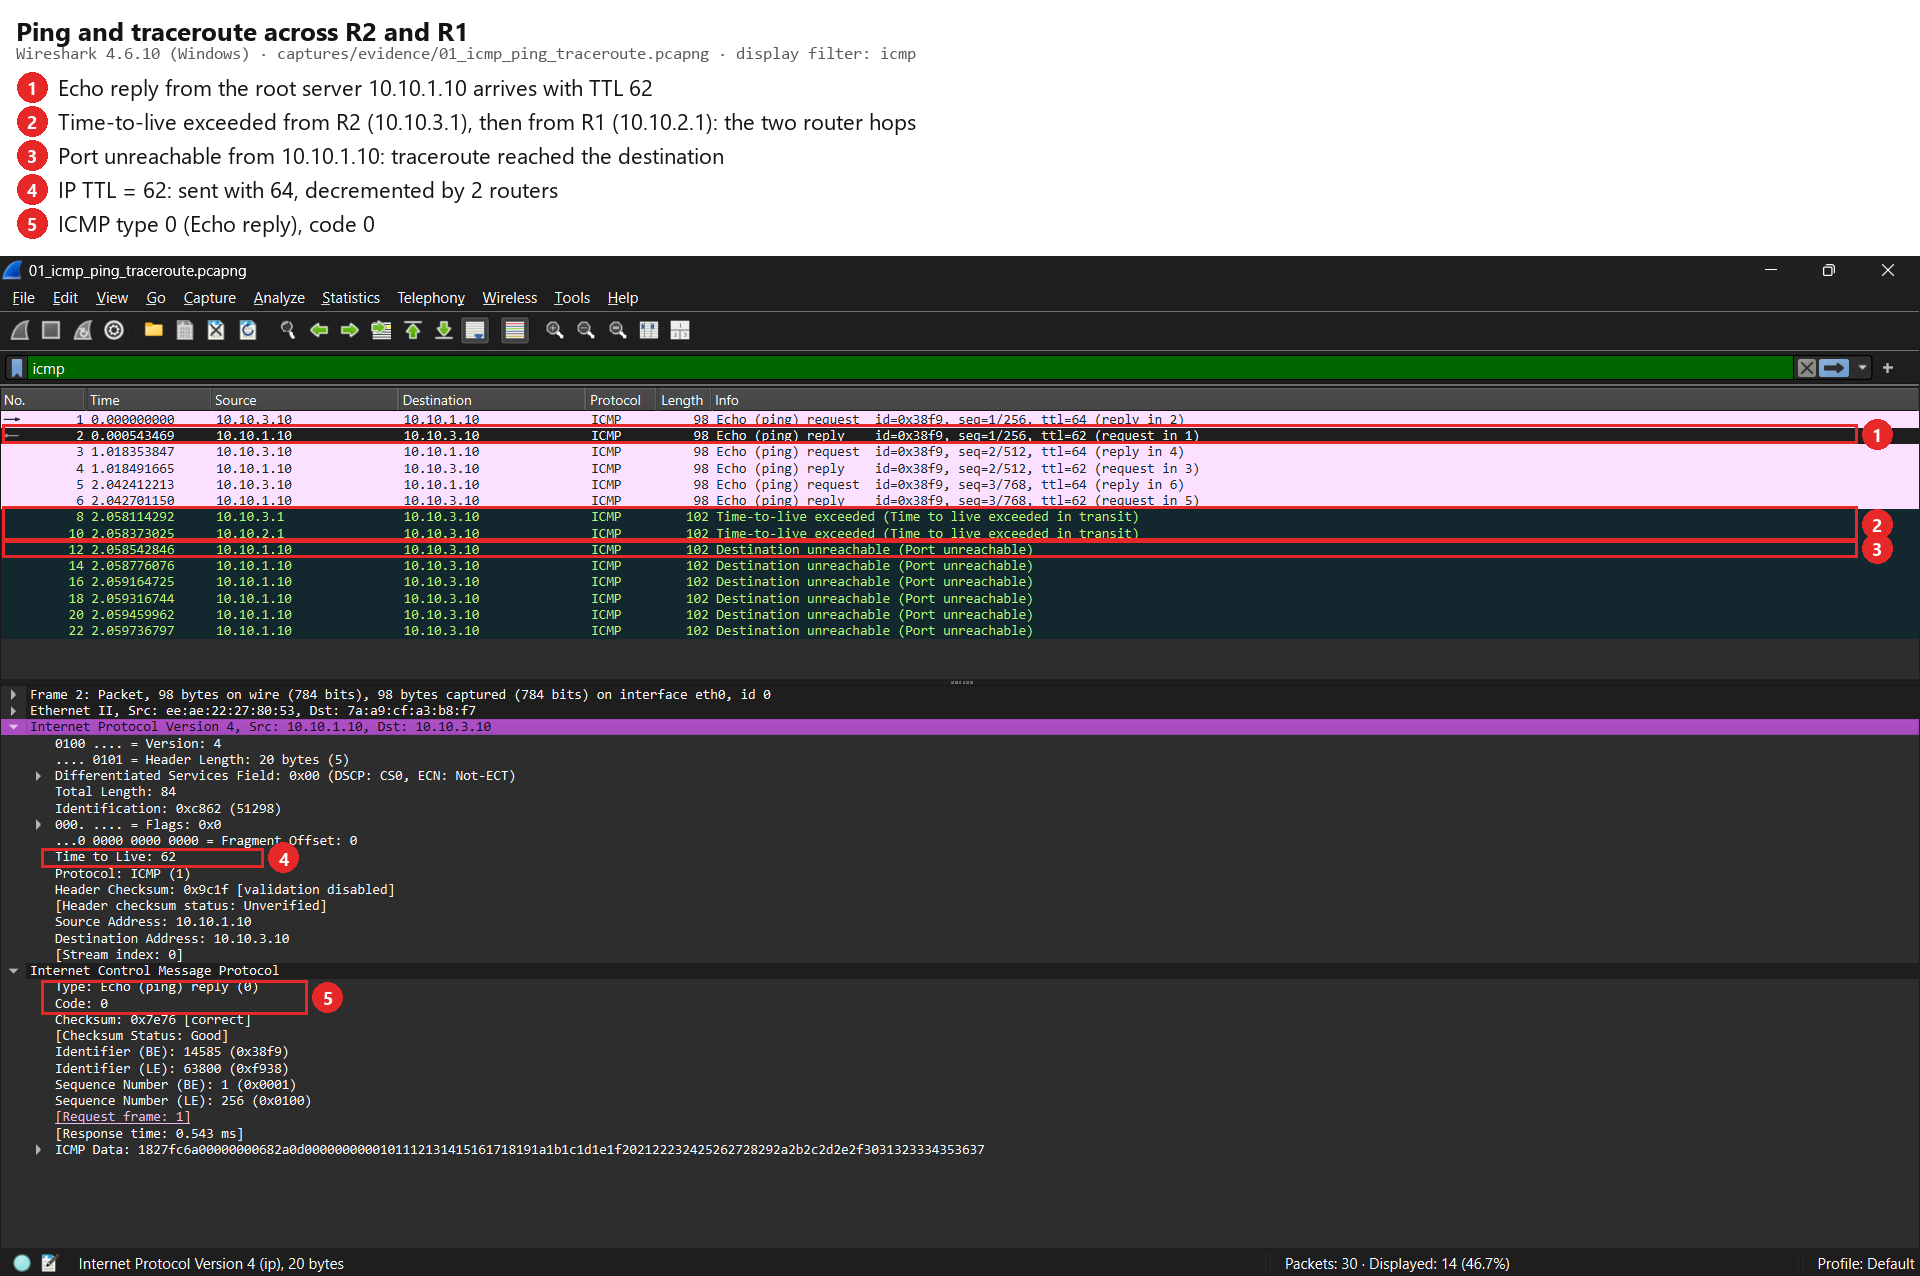 Ping and traceroute across R2 and R1
Wireshark 4.6.10 (Windows) · captures/evidence/01_icmp_ping_traceroute.pcapng · display filter: icmp
1 Echo reply from the root server 10.10.1.10 arrives with TTL 62
2 Time-to-live exceeded from R2 (10.10.3.1), then from R1 (10.10.2.1): the two router hops
3 Port unreachable from 10.10.1.10: traceroute reached the destination
4 IP TTL = 62: sent with 64, decremented by 2 routers
5 ICMP type 0 (Echo reply), code 0
01_icmp_ping_traceroute.pcapng
File Edit View Go Capture Analyze Statistics Telephony Wireless Tools Help
icmp
No. Time Source Destination Protocol Length Info
1 0.000000000 10.10.3.10 10.10.1.10 ICMP 98 Echo (ping) request id=0x38f9, seq=1/256, ttl=64 (reply in 2)
2 0.000543469 10.10.1.10 10.10.3.10 ICMP 98 Echo (ping) reply id=0x38f9, seq=1/256, ttl=62 (request in 1) 1
3 1.018353847 10.10.3.10 10.10.1.10 ICMP 98 Echo (ping) request id=0x38f9, seq=2/512, ttl=64 (reply in 4)
4 1.018491665 10.10.1.10 10.10.3.10 ICMP 98 Echo (ping) reply id=0x38f9, seq=2/512, ttl=62 (request in 3)
5 2.042412213 10.10.3.10 10.10.1.10 ICMP 98 Echo (ping) request id=0x38f9, seq=3/768, ttl=64 (reply in 6)
6 2.042701150 10.10.1.10 10.10.3.10 ICMP 98 Echo (ping) reply id=0x38f9, seq=3/768, ttl=62 (request in 5)
8 2.058114292 10.10.3.1 10.10.3.10 ICMP 102 Time-to-live exceeded (Time to live exceeded in transit) 2
10 2.058373025 10.10.2.1 10.10.3.10 ICMP 102 Time-to-live exceeded (Time to live exceeded in transit)
12 2.058542846 10.10.1.10 10.10.3.10 ICMP 102 Destination unreachable (Port unreachable) 3
14 2.058776076 10.10.1.10 10.10.3.10 ICMP 102 Destination unreachable (Port unreachable)
16 2.059164725 10.10.1.10 10.10.3.10 ICMP 102 Destination unreachable (Port unreachable)
18 2.059316744 10.10.1.10 10.10.3.10 ICMP 102 Destination unreachable (Port unreachable)
20 2.059459962 10.10.1.10 10.10.3.10 ICMP 102 Destination unreachable (Port unreachable)
22 2.059736797 10.10.1.10 10.10.3.10 ICMP 102 Destination unreachable (Port unreachable)
Frame 2: Packet, 98 bytes on wire (784 bits), 98 bytes captured (784 bits) on interface eth0, id 0
Ethernet II, Src: ee:ae:22:27:80:53, Dst: 7a:a9:cf:a3:b8:f7
Internet Protocol Version 4, Src: 10.10.1.10, Dst: 10.10.3.10
0100 .... = Version: 4
.... 0101 = Header Length: 20 bytes (5)
Differentiated Services Field: 0x00 (DSCP: CS0, ECN: Not-ECT)
Total Length: 84
Identification: 0xc862 (51298)
000. .... = Flags: 0x0
...0 0000 0000 0000 = Fragment Offset: 0
Time to Live: 62 4
Protocol: ICMP (1)
Header Checksum: 0x9c1f [validation disabled]
[Header checksum status: Unverified]
Source Address: 10.10.1.10
Destination Address: 10.10.3.10
[Stream index: 0]
Internet Control Message Protocol
Type: Echo (ping) reply (0)
Code: 0 5
Checksum: 0x7e76 [correct]
[Checksum Status: Good]
Identifier (BE): 14585 (0x38f9)
Identifier (LE): 63800 (0xf938)
Sequence Number (BE): 1 (0x0001)
Sequence Number (LE): 256 (0x0100)
[Request frame: 1]
[Response time: 0.543 ms]
ICMP Data: 1827fc6a00000000682a0d0000000000101112131415161718191a1b1c1d1e1f202122232425262728292a2b2c2d2e2f3031323334353637
Internet Protocol Version 4 (ip), 20 bytes
Packets: 30 · Displayed: 14 (46.7%)
Profile: Default